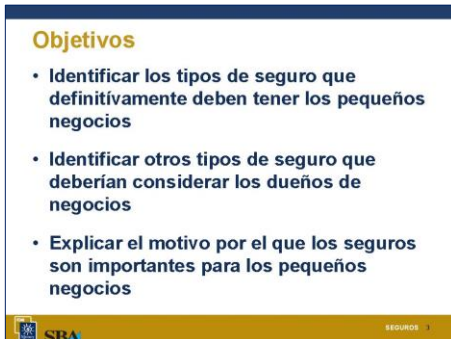 Objetivos
• Identificar los tipos de seguro que
definitívamente deben tener los pequeños
negocios
• Identificar otros tipos de seguro que
deberían considerar los dueños de
negocios
• Explicar el motivo por el que los seguros
son importantes para los pequeños
negocios
SBA
SEGUROS 3